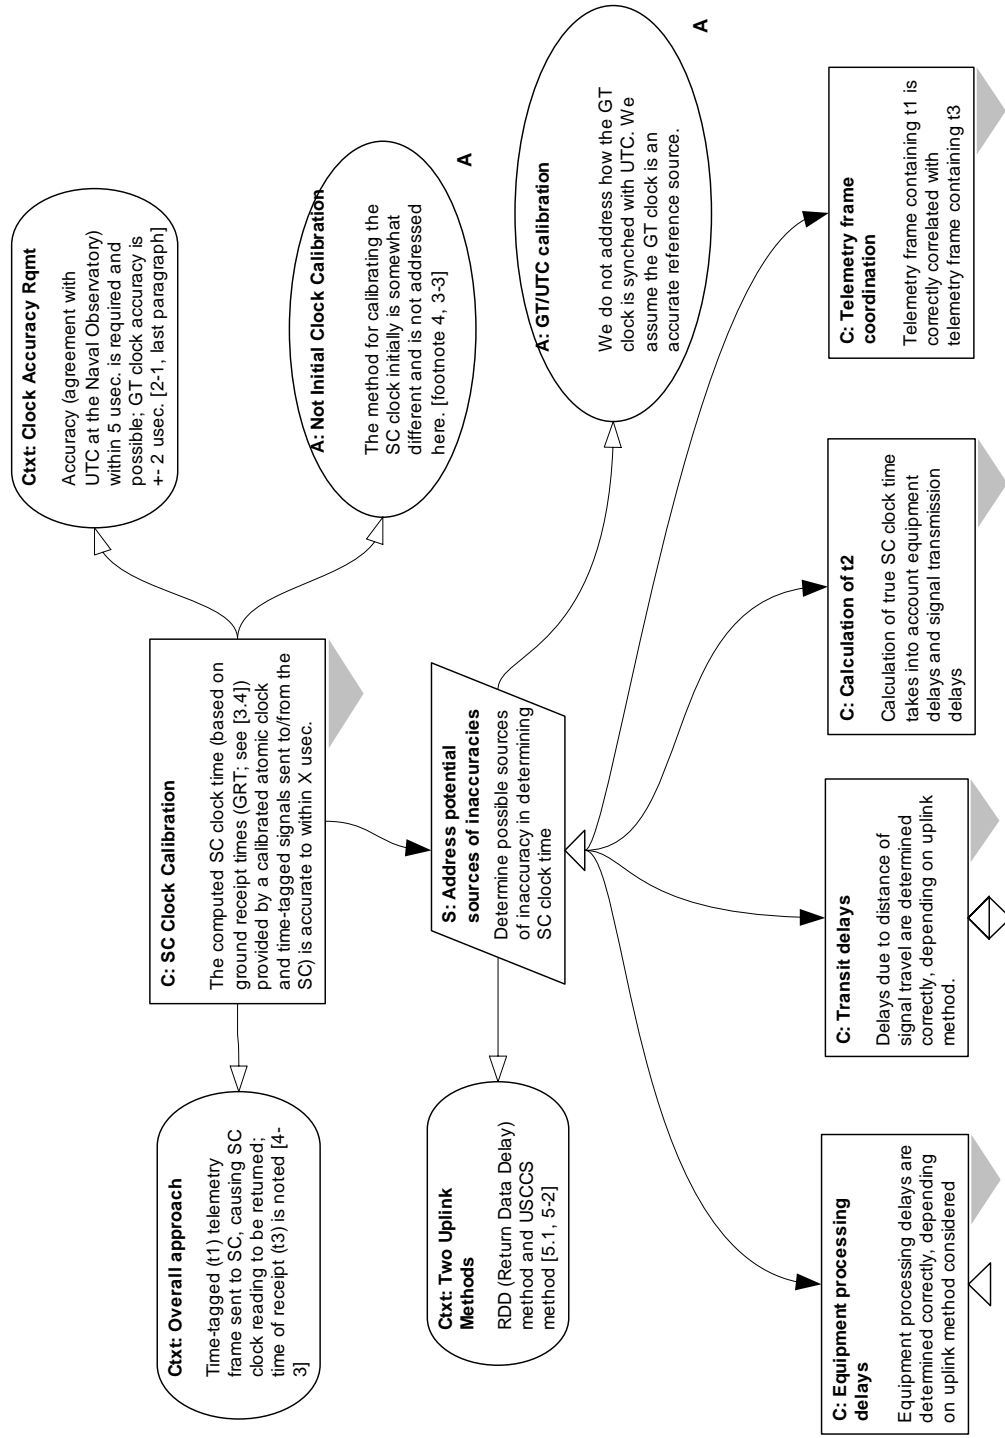 Ctxt: Overall approach
Time-tagged (t1) telemetry
frame sent to SC, causing SC
clock reading to be returned;
time of receipt (t3) is noted [4-
3]
C: SC Clock Calibration
The computed SC clock time (based on
ground receipt times (GRT; see [3.4])
provided by a calibrated atomic clock
and time-tagged signals sent to/from the
SC) is accurate to within X usec.
Ctxt: Clock Accuracy Rqmt
Accuracy (agreement with
UTC at the Naval Observatory)
within 5 usec. is required and
possible; GT clock accuracy is
+- 2 usec. [2-1, last paragraph]
A: Not Initial Clock Calibration
The method for calibrating the
SC clock initially is somewhat
different and is not addressed
here. [footnote 4, 3-3]
A
Ctxt: Two Uplink
Methods
RDD (Return Data Delay)
method and USCCS
method [5.1, 5-2]
S: Address potential
sources of inaccuracies
Determine possible sources
of inaccuracy in determining
SC clock time
A: GT/UTC calibration
We do not address how the GT
clock is synched with UTC. We
assume the GT clock is an
accurate reference source.
A
C: Equipment processing
delays
Equipment processing delays are
determined correctly, depending
on uplink method considered
C: Transit delays
Delays due to distance of
signal travel are determined
correctly, depending on uplink
method.
C: Calculation of t2
Calculation of true SC clock time
takes into account equipment
delays and signal transmission
delays
C: Telemetry frame
coordination
Telemetry frame containing t1 is
correctly correlated with
telemetry frame containing t3